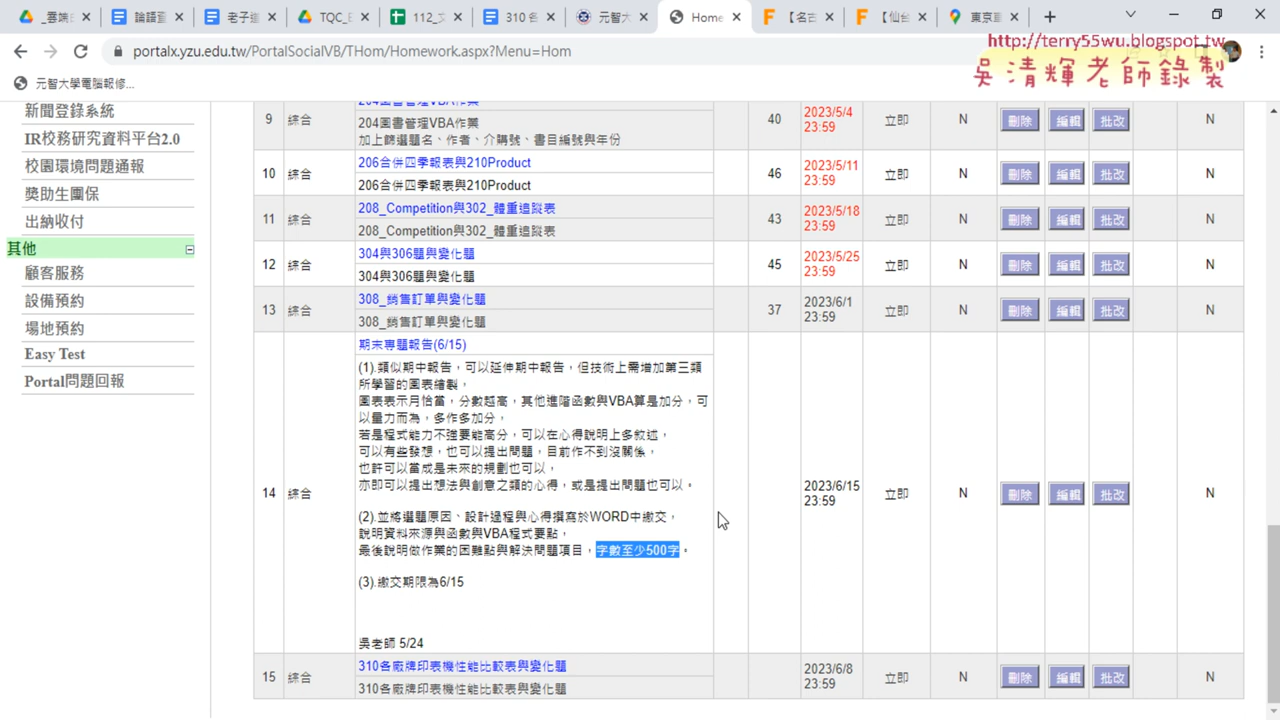 _雲端
論語
老子
TQC_E
112_文
310 各
元智大
Home
【名古
【仙台
東京
portalx.yzu.edu.tw/PortalSocialVB/THom/Homework.aspx?Menu=Hom
http://terry55wu.blogspot.tw
吳清輝老師錄製
元智大學電腦報修...
新聞登錄系統
IR校務研究資料平台2.0
校園環境問題通報
獎助生團保
出納收付
其他
顧客服務
設備預約
場地預約
Easy Test
Portal問題回報
204圖書管理VBA作業
9 綜合 204圖書管理VBA作業 40 2023/5/4 23:59 立即 N 刪除 編輯 批改 N
加上篩選題名、作者、介購號、書目編號與年份
206合併四季報表與210Product
10 綜合 46 2023/5/11 23:59 立即 N 刪除 編輯 批改 N
206合併四季報表與210Product
208_Competition與302_體重追蹤表
11 綜合 43 2023/5/18 23:59 立即 N 刪除 編輯 批改 N
208_Competition與302_體重追蹤表
304與306題與變化題
12 綜合 45 2023/5/25 23:59 立即 N 刪除 編輯 批改 N
304與306題與變化題
308_銷售訂單與變化題
13 綜合 37 2023/6/1 23:59 立即 N 刪除 編輯 批改 N
308_銷售訂單與變化題
期末專題報告(6/15)
(1).類似期中報告，可以延伸期中報告，但技術上需增加第三類
所學習的圖表繪製，
圖表表示月恰當，分數越高，其他進階函數與VBA算是加分，可
以量力而為，多作多加分，
若是程式能力不強要能高分，可以在心得說明上多敘述，
可以有些發想，也可以提出問題，目前作不到沒關係，
也許可以當成是未來的規劃也可以，
亦即可以提出想法與創意之類的心得，或是提出問題也可以。
14 綜合 2023/6/15 23:59 立即 N 刪除 編輯 批改 N
(2).並將選題原因、設計過程與心得撰寫於WORD中繳交，
說明資料來源與函數與VBA程式要點，
最後說明做作業的困難點與解決問題項目，字數至少500字。
(3).繳交期限為6/15
吳老師 5/24
310各廠牌印表機性能比較表與變化題
15 綜合 2023/6/8 23:59 立即 N 刪除 編輯 批改 N
310各廠牌印表機性能比較表與變化題